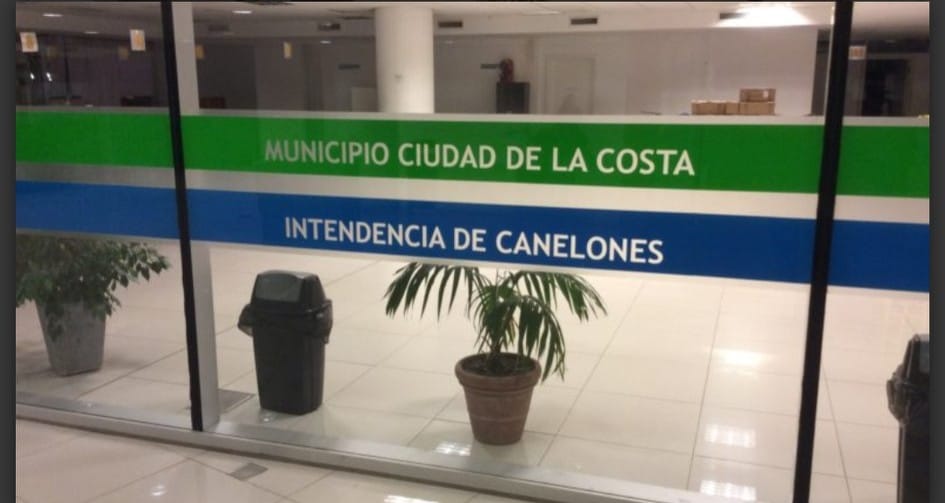 MUNICIPIO CIUDAD DE LA COSTA
INTENDENCIA DE CANELONES